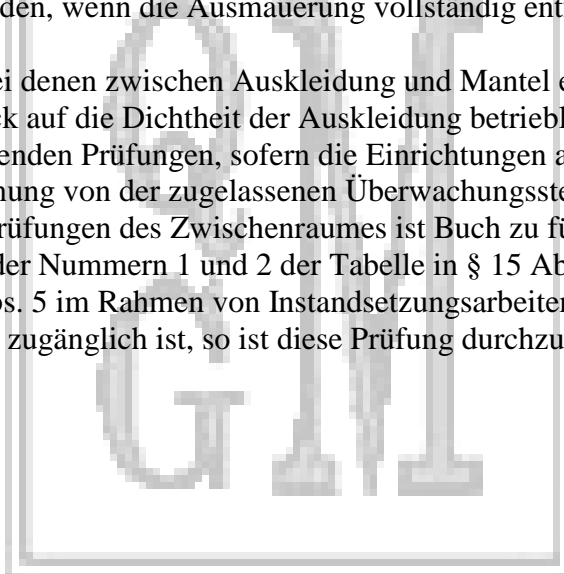 den, wenn die Ausmauerung vollständig ent
ei denen zwischen Auskleidung und Mantel e
k auf die Dichtheit der Auskleidung betriebl
enden Prüfungen, sofern die Einrichtungen a
nung von der zugelassenen Überwachungsste
rüfungen des Zwischenraumes ist Buch zu fü
der Nummern 1 und 2 der Tabelle in § 15 Ab
os. 5 im Rahmen von Instandsetzungsarbeiten
zugänglich ist, so ist diese Prüfung durchzu